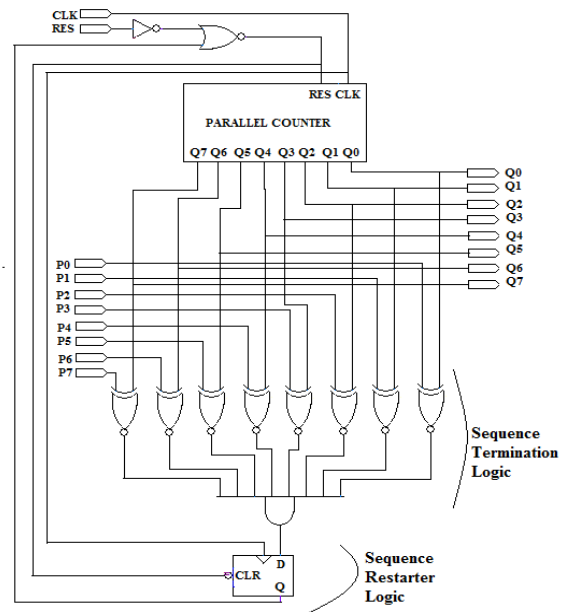 CLK
RES
RES CLK
PARALLEL COUNTER
Q7 Q6 Q5 Q4 Q3 Q2 Q1 Q0
Q0
Q1
Q2
Q3
Q4
Q5
Q6
Q7
P0
P1
P2
P3
P4
P5
P6
P7
Sequence
Termination
Logic
D
CLR
Q
Sequence
Restarter
Logic